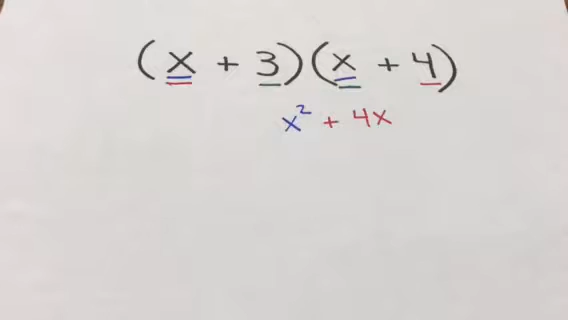 (x + 3)(x + 4)
x² + 4x